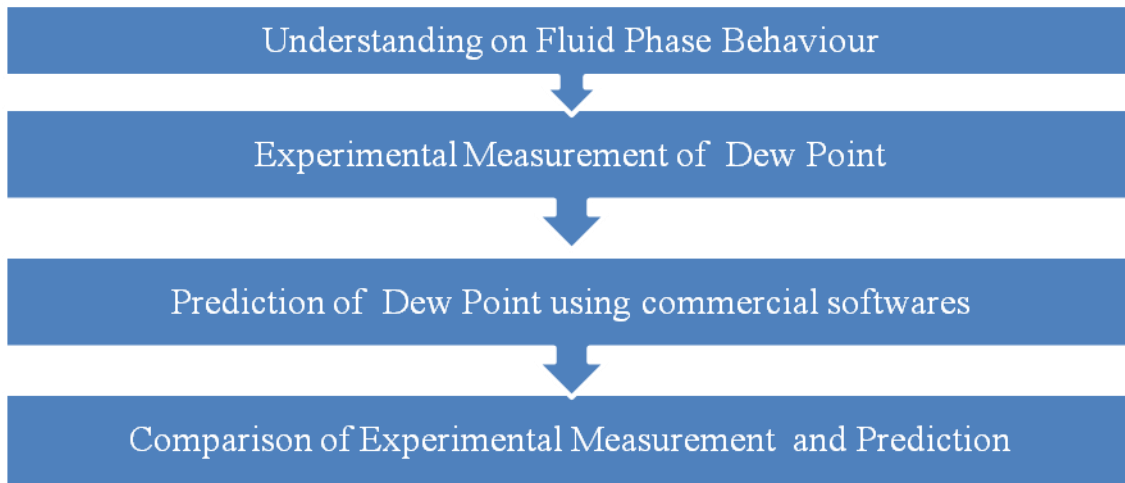 Understanding on Fluid Phase Behaviour
Experimental Measurement of Dew Point
Prediction of Dew Point using commercial softwares
Comparison of Experimental Measurement and Prediction